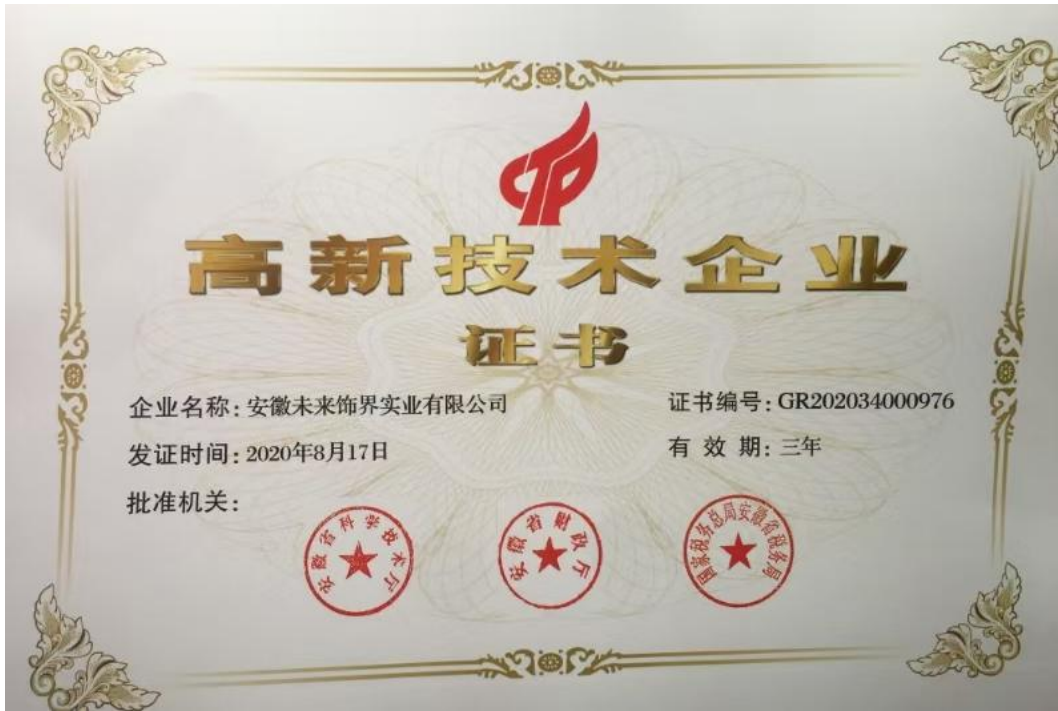 高新技术企业
证书
企业名称：安徽未来饰界实业有限公司
证书编号：GR202034000976
发证时间：2020年8月17日
有 效 期：三年
批准机关：
安徽省科学技术厅
安徽省财政厅
国家税务总局安徽省税务局